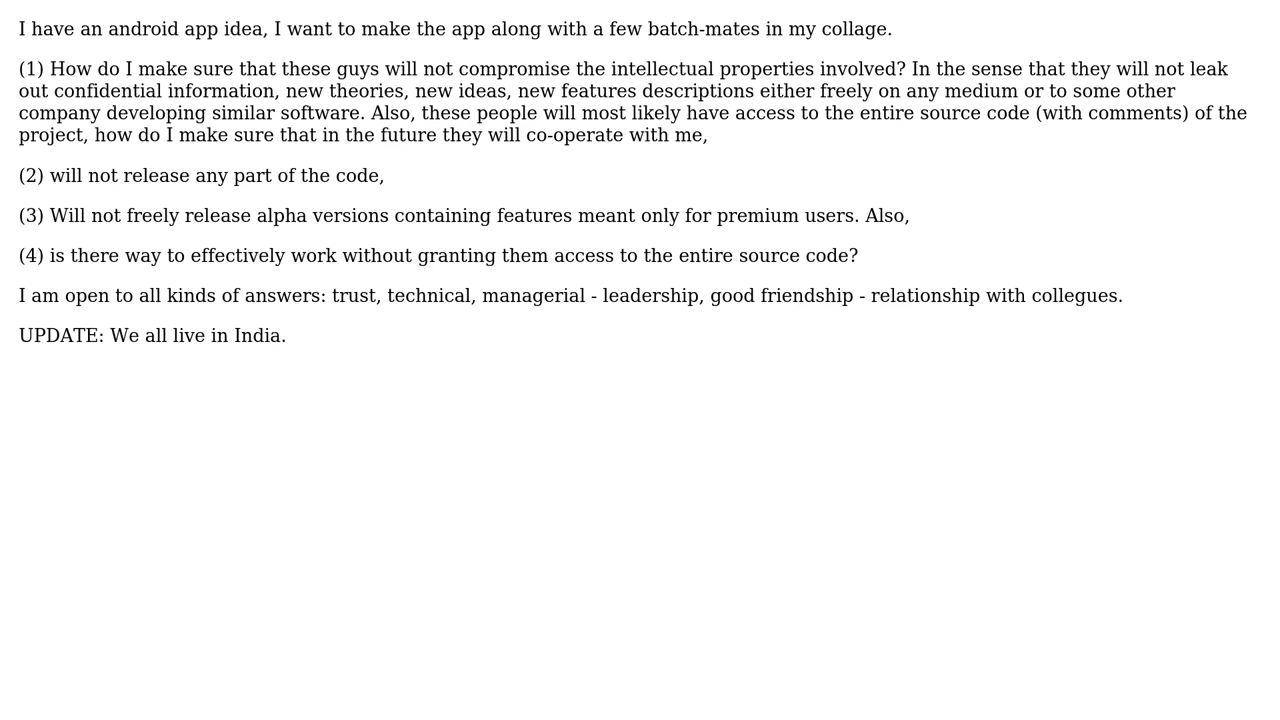 I have an android app idea, I want to make the app along with a few batch-mates in my collage.
(1) How do I make sure that these guys will not compromise the intellectual properties involved? In the sense that they will not leak
out confidential information, new theories, new ideas, new features descriptions either freely on any medium or to some other
company developing similar software. Also, these people will most likely have access to the entire source code (with comments) of the
project, how do I make sure that in the future they will co-operate with me,
(2) will not release any part of the code,
(3) Will not freely release alpha versions containing features meant only for premium users. Also,
(4) is there way to effectively work without granting them access to the entire source code?
I am open to all kinds of answers: trust, technical, managerial - leadership, good friendship - relationship with collegues.
UPDATE: We all live in India.